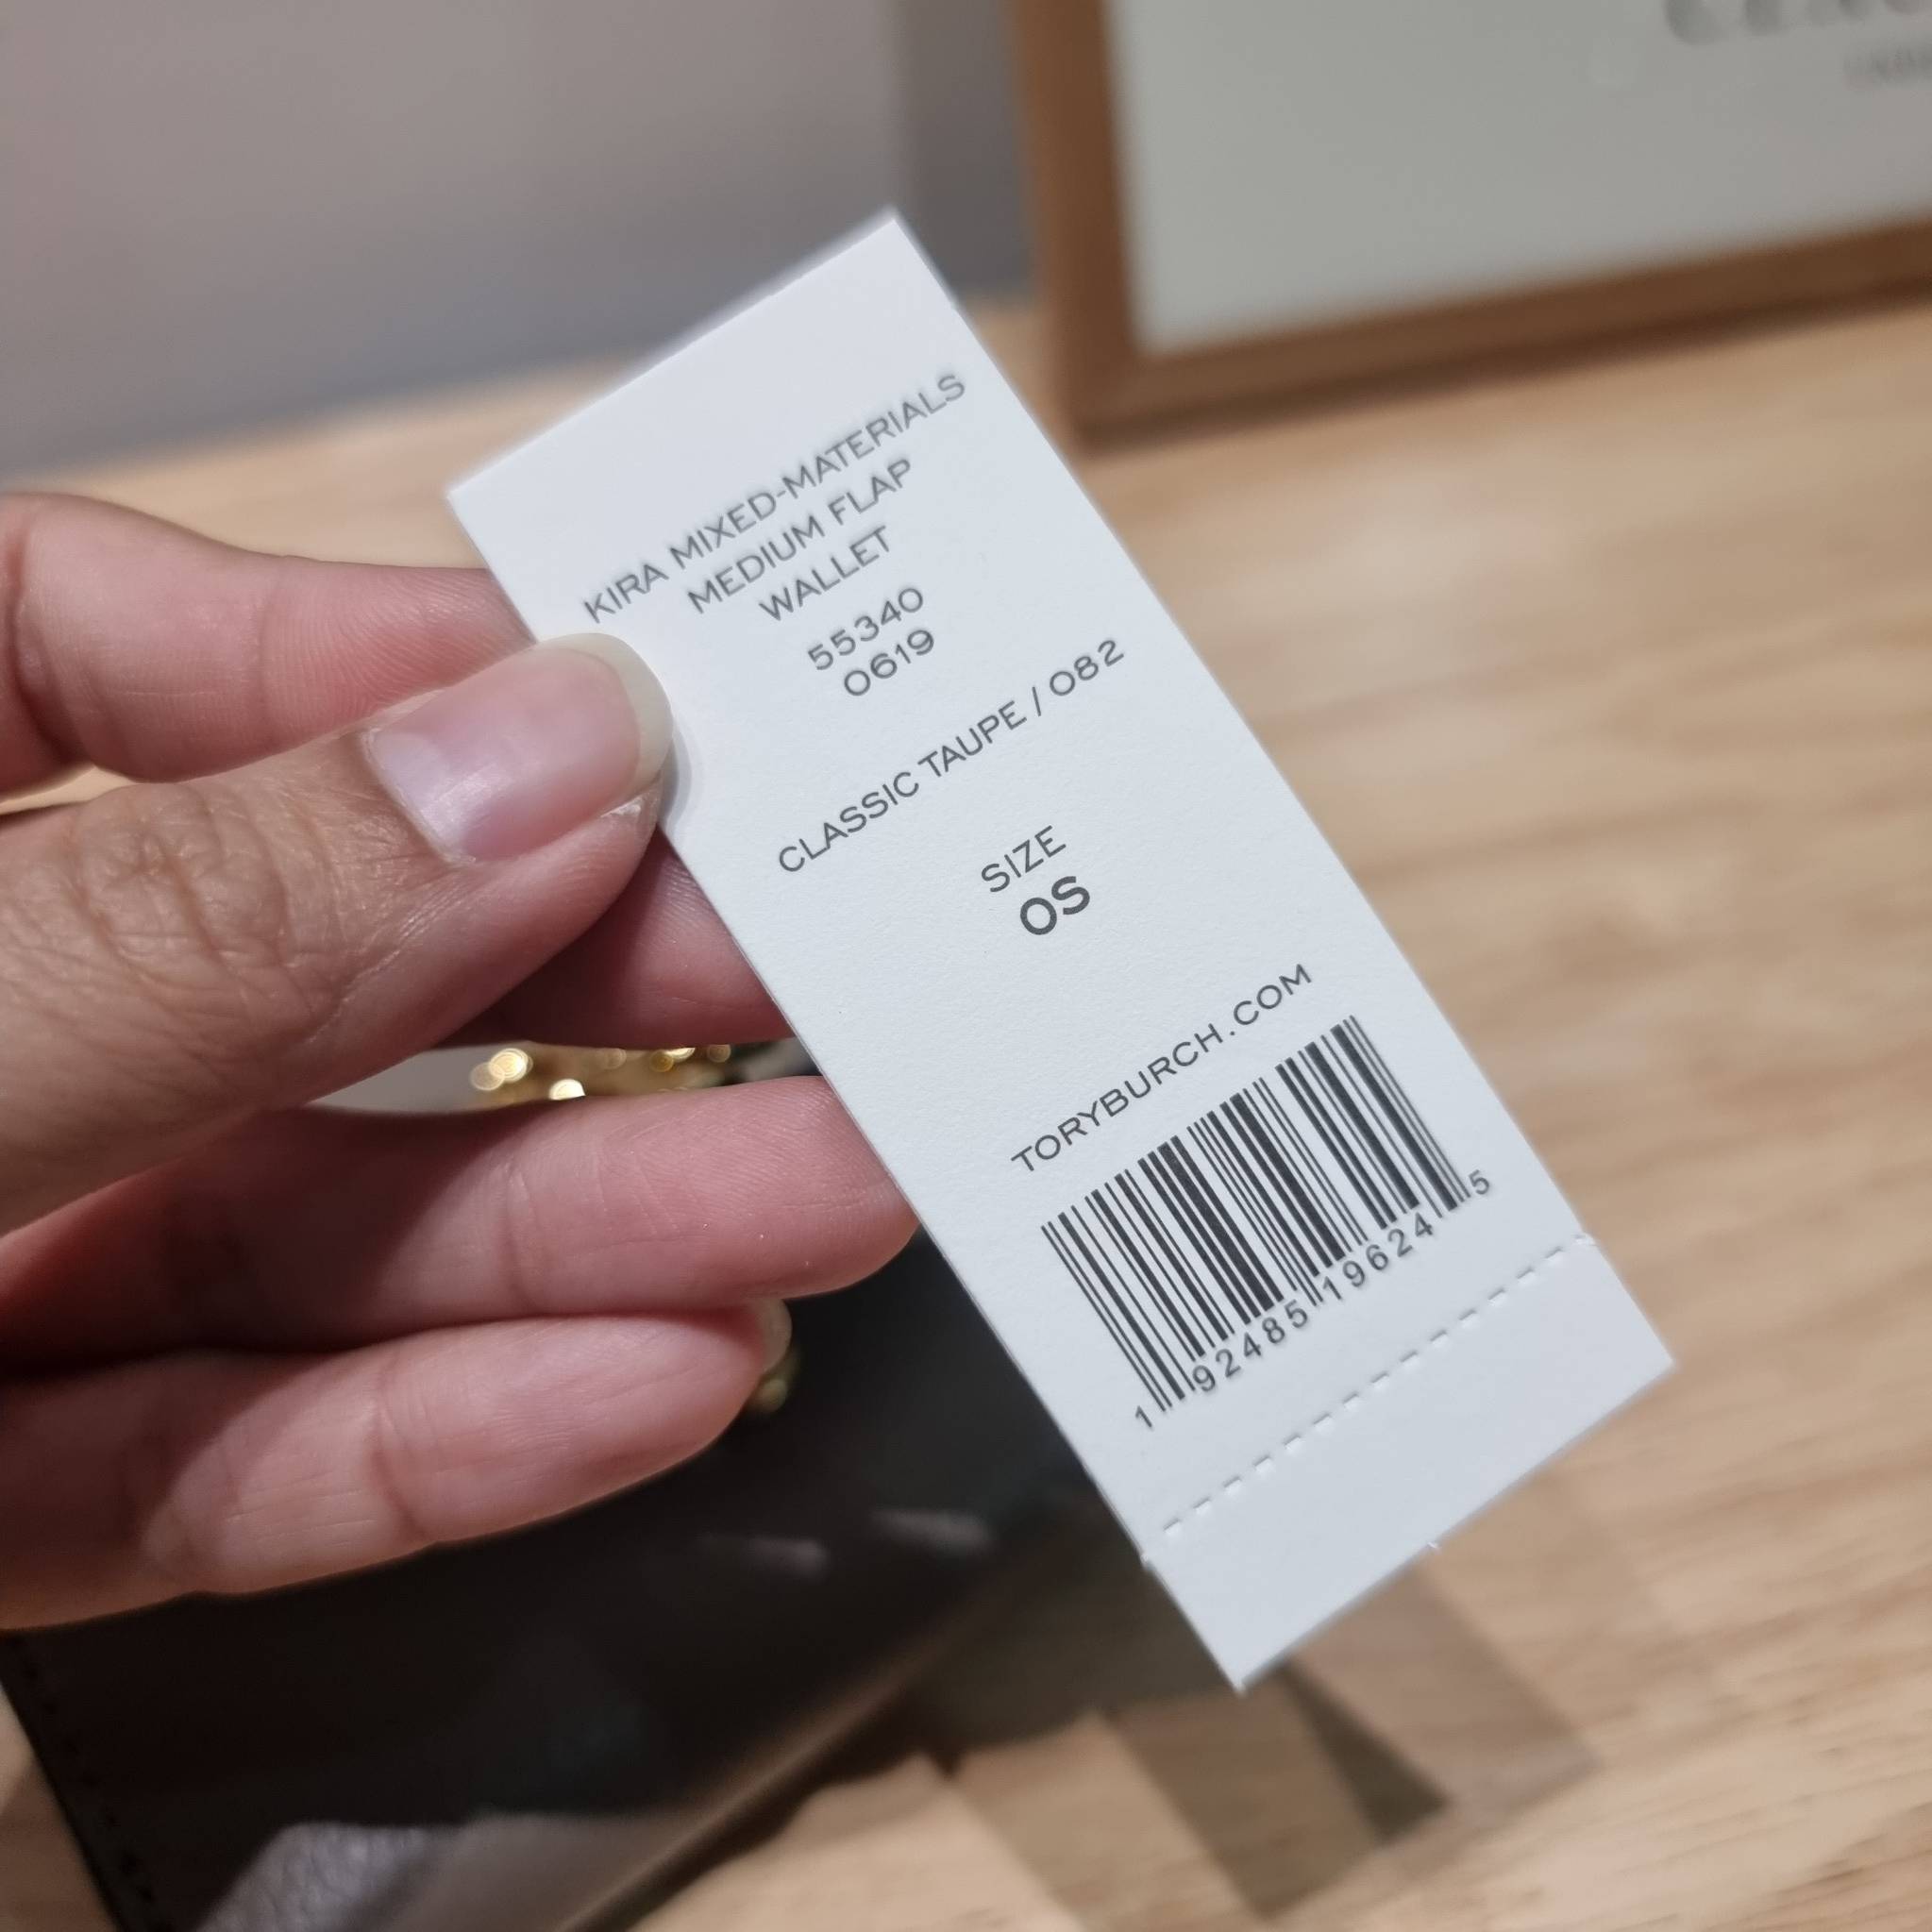 KIRA MIXED-MATERIALS
MEDIUM FLAP
WALLET
55340
0619
CLASSIC TAUPE / 082
SIZE
OS
TORYBURCH.COM
1 92485 19624 5